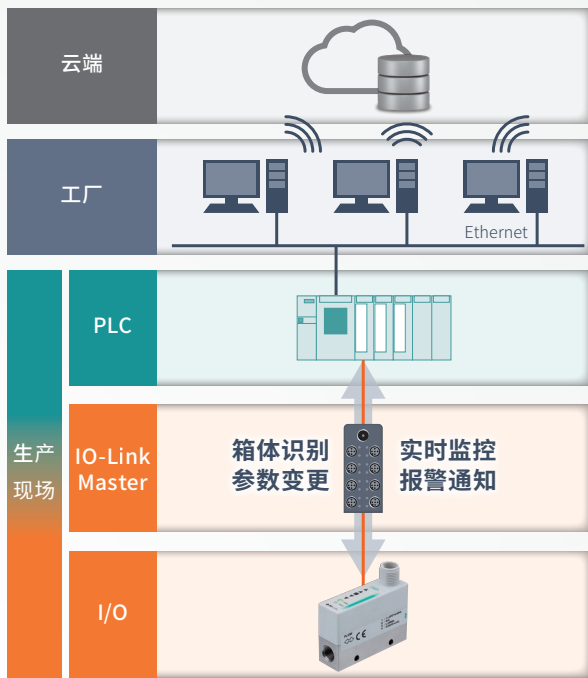 云端
工厂
Ethernet
生产
现场
PLC
IO-Link
Master
箱体识别
参数变更
实时监控
报警通知
I/O
CE